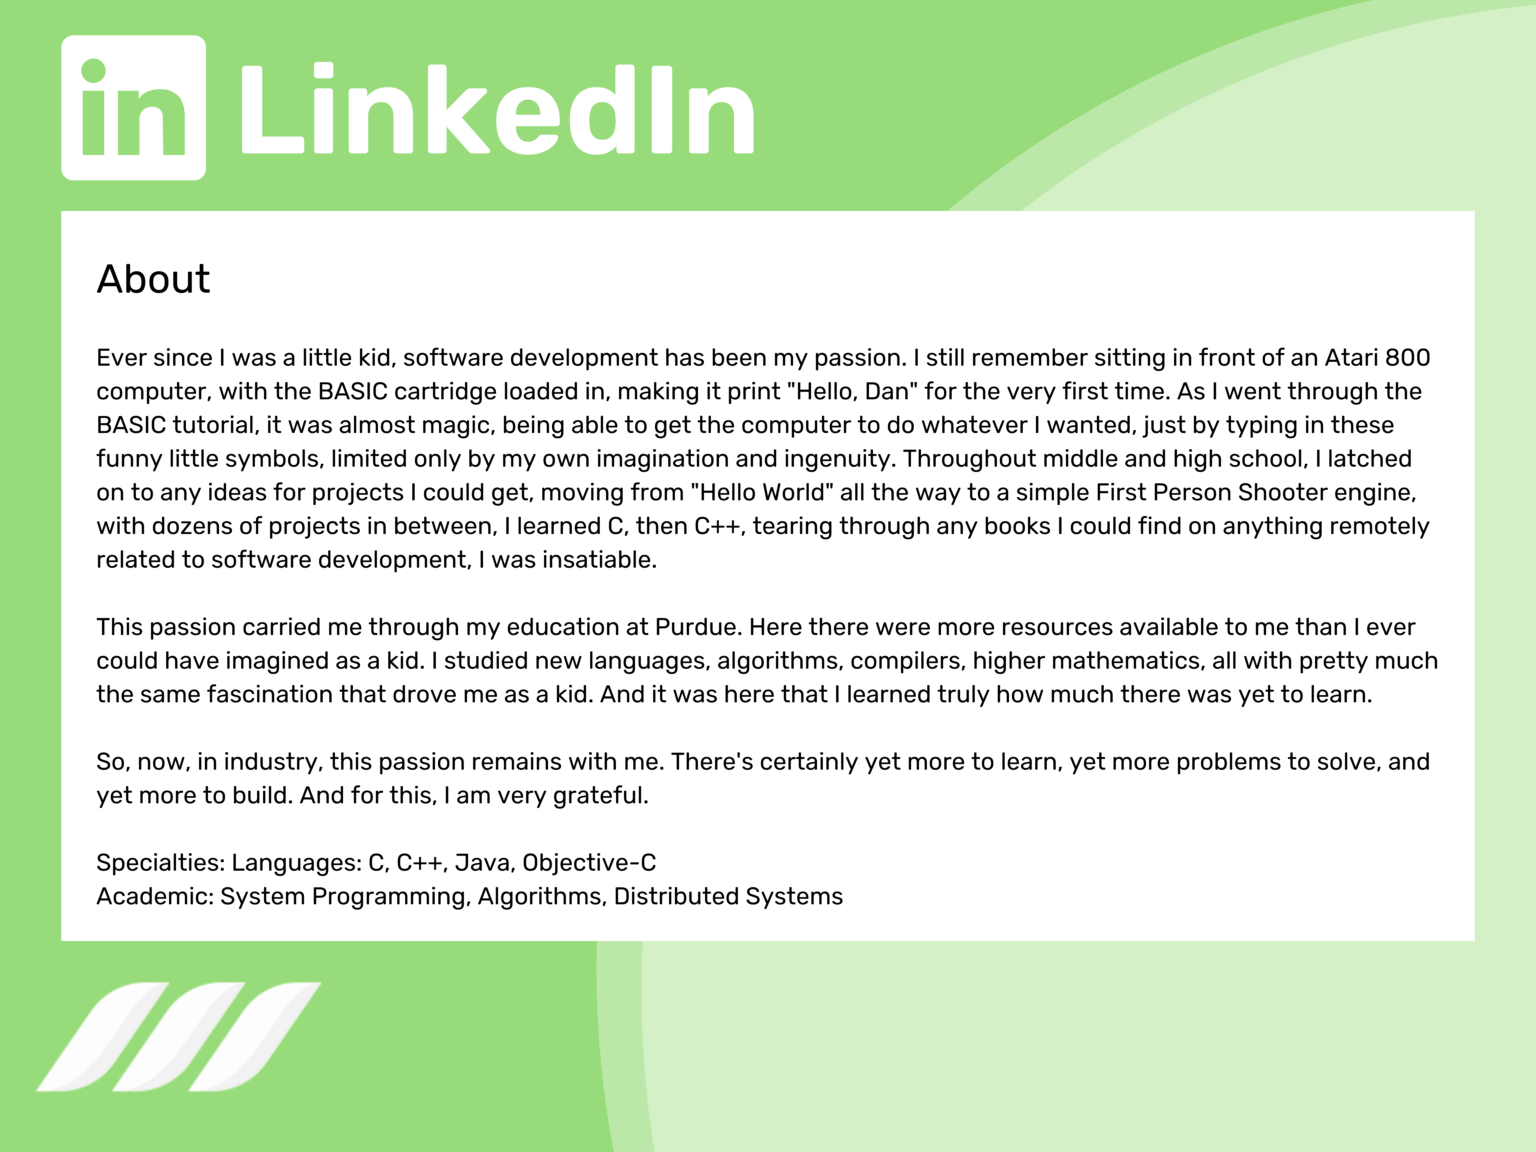 in LinkedIn
About
Ever since I was a little kid, software development has been my passion. I still remember sitting in front of an Atari 800
computer, with the BASIC cartridge loaded in, making it print "Hello, Dan" for the very first time. As I went through the
BASIC tutorial, it was almost magic, being able to get the computer to do whatever I wanted, just by typing in these
funny little symbols, limited only by my own imagination and ingenuity. Throughout middle and high school, I latched
on to any ideas for projects I could get, moving from "Hello World" all the way to a simple First Person Shooter engine,
with dozens of projects in between, I learned C, then C++, tearing through any books I could find on anything remotely
related to software development, I was insatiable.
This passion carried me through my education at Purdue. Here there were more resources available to me than I ever
could have imagined as a kid. I studied new languages, algorithms, compilers, higher mathematics, all with pretty much
the same fascination that drove me as a kid. And it was here that I learned truly how much there was yet to learn.
So, now, in industry, this passion remains with me. There's certainly yet more to learn, yet more problems to solve, and
yet more to build. And for this, I am very grateful.
Specialties: Languages: C, C++, Java, Objective-C
Academic: System Programming, Algorithms, Distributed Systems